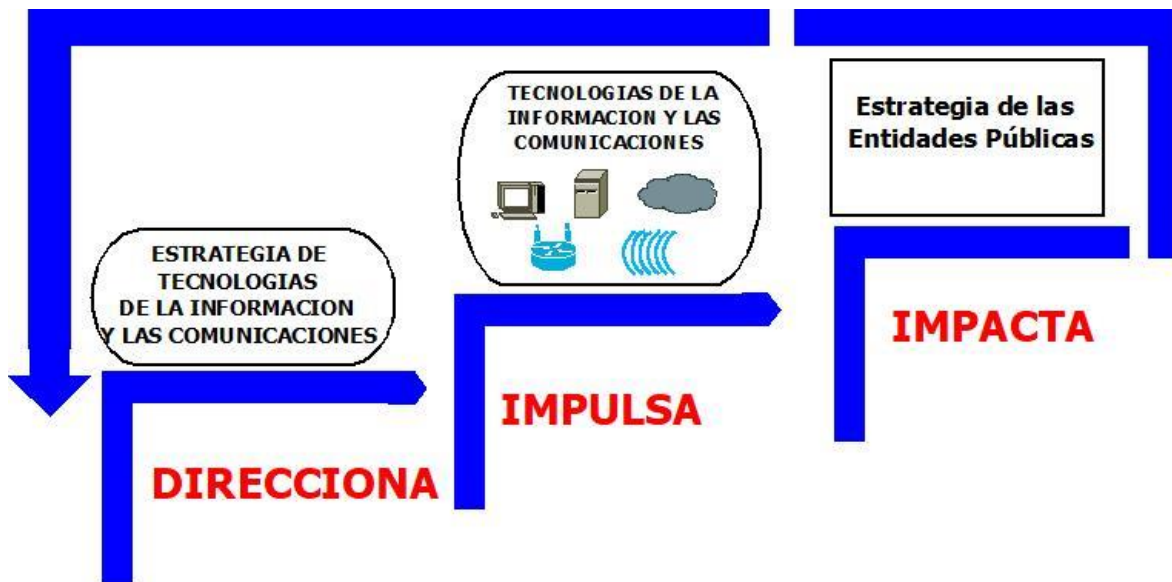 ESTRATEGIA DE
TECNOLOGIAS
DE LA INFORMACION
Y LAS COMUNICACIONES
DIRECCIONA
TECNOLOGIAS DE LA
INFORMACION Y LAS
COMUNICACIONES
IMPULSA
Estrategia de las
Entidades Públicas
IMPACTA